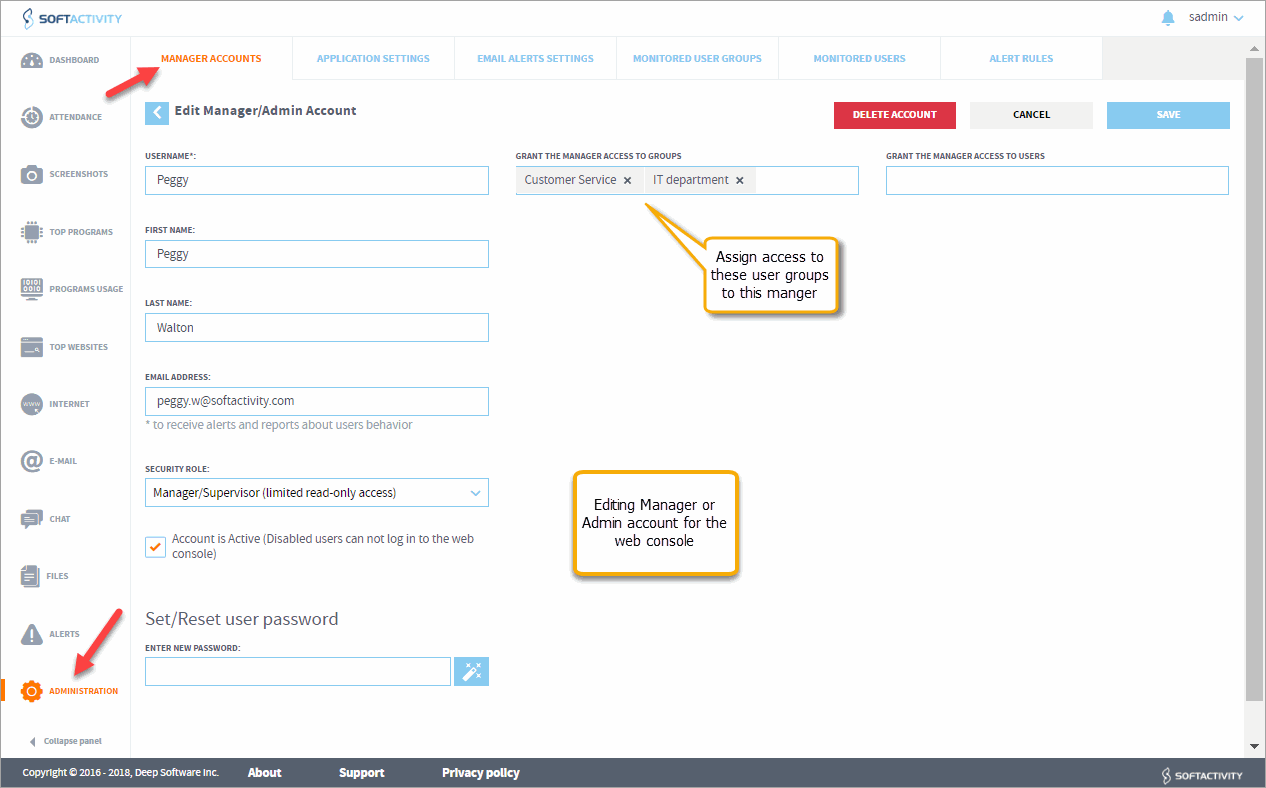 SOFTACTIVITY
sadmin
DASHBOARD
ATTENDANCE
SCREENSHOTS
TOP PROGRAMS
PROGRAMS USAGE
TOP WEBSITES
INTERNET
E-MAIL
CHAT
FILES
ALERTS
ADMINISTRATION
Collapse panel
MANAGER ACCOUNTS
APPLICATION SETTINGS
EMAIL ALERTS SETTINGS
MONITORED USER GROUPS
MONITORED USERS
ALERT RULES
Edit Manager/Admin Account
DELETE ACCOUNT
CANCEL
SAVE
USERNAME*:
Peggy
FIRST NAME:
Peggy
LAST NAME:
Walton
EMAIL ADDRESS:
peggy.w@softactivity.com
* to receive alerts and reports about users behavior
SECURITY ROLE:
Manager/Supervisor (limited read-only access)
Account is Active (Disabled users can not log in to the web
console)
Set/Reset user password
ENTER NEW PASSWORD:
GRANT THE MANAGER ACCESS TO GROUPS
Customer Service ×
IT department ×
GRANT THE MANAGER ACCESS TO USERS
Assign access to
these user groups
to this manger
Editing Manager or
Admin account for the
web console
Copyright © 2016 - 2018, Deep Software Inc.
About
Support
Privacy policy
SOFTACTIVITY